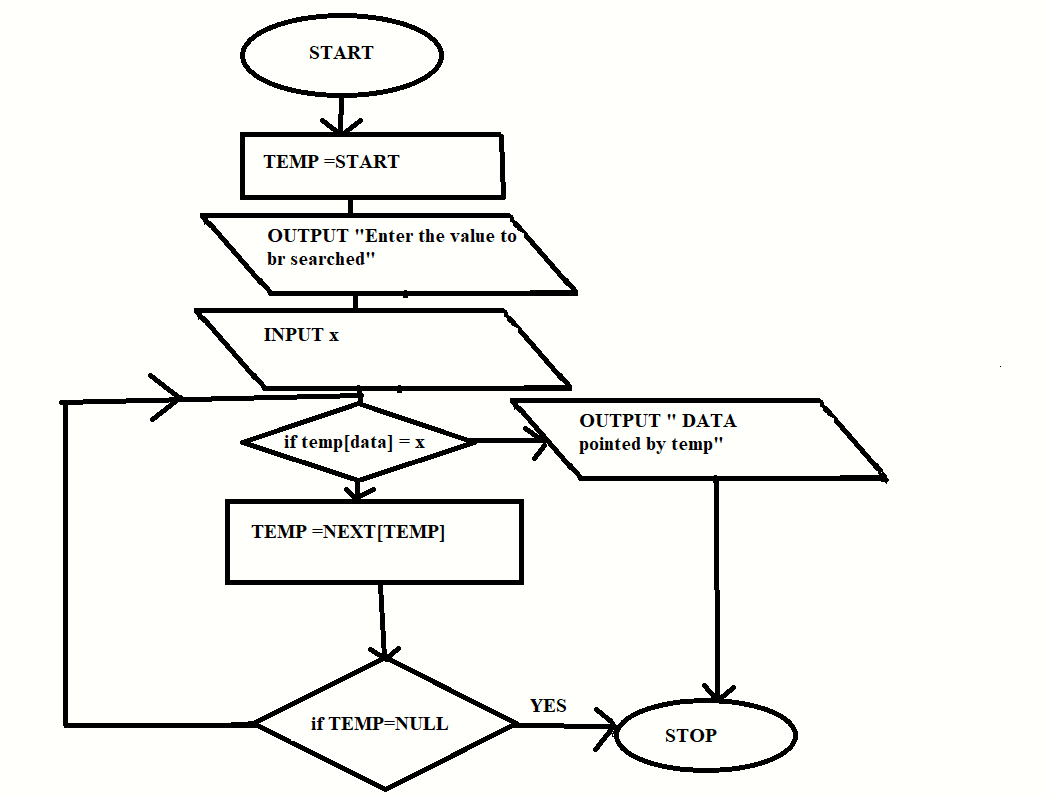 START
TEMP =START
OUTPUT "Enter the value to
br searched"
INPUT x
if temp[data] = x
OUTPUT " DATA
pointed by temp"
TEMP =NEXT[TEMP]
if TEMP=NULL
YES
STOP